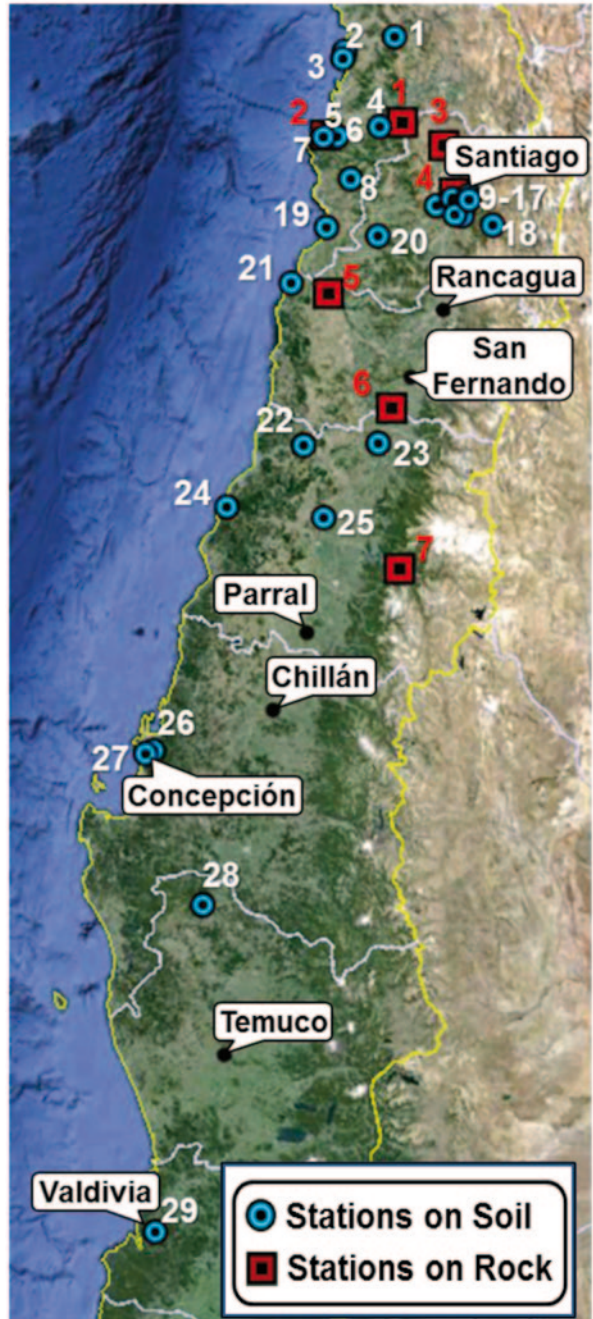 2
1
3
2
5
4
1
3
6
7
Santiago
4
8
9-17
19
20
18
21
5
Rancagua
San
Fernando
6
22
23
24
25
7
Parral
Chillán
26
27
Concepción
28
Temuco
Valdivia
29
Stations on Soil
Stations on Rock